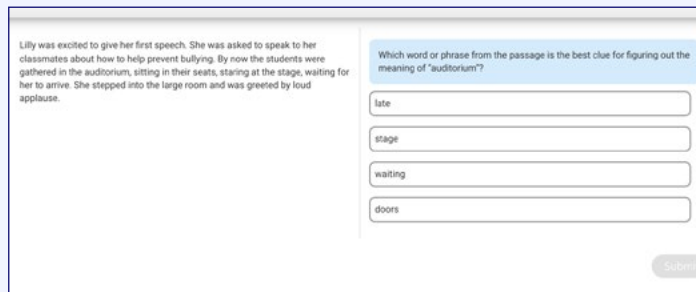 Lilly was excited to give her first speech. She was asked to speak to her
classmates about how to help prevent bullying. By now the students were
gathered in the auditorium, sitting in their seats, staring at the stage, waiting for
her to arrive. She stepped into the large room and was greeted by loud
applause.
Which word or phrase from the passage is the best clue for figuring out the
meaning of "auditorium"?
late
stage
waiting
doors